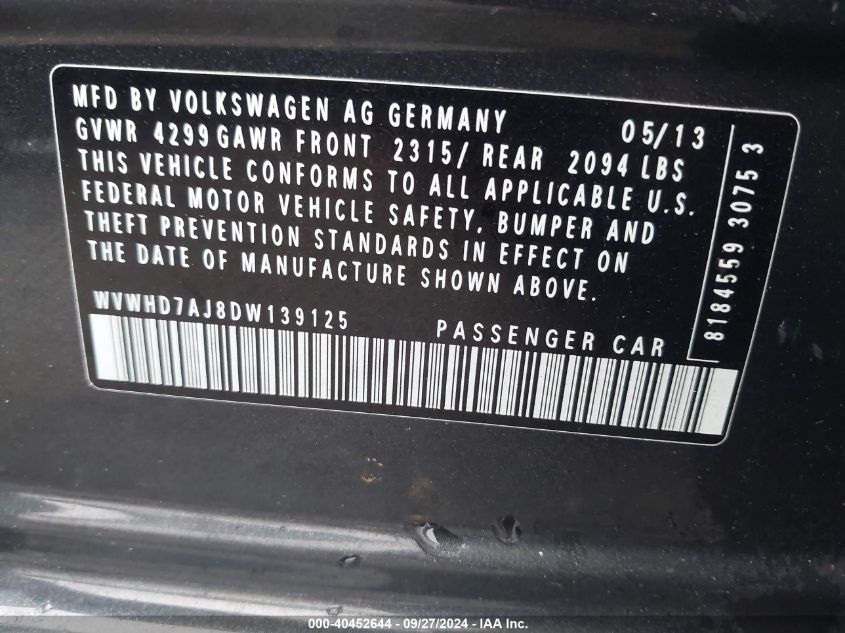 MFD BY VOLKSWAGEN AG GERMANY 05/13
GVWR 4299 GAWR FRONT 2315/ REAR 2094 LBS
THIS VEHICLE CONFORMS TO ALL APPLICABLE U.S.
FEDERAL MOTOR VEHICLE SAFETY, BUMPER AND
THEFT PREVENTION STANDARDS IN EFFECT ON
THE DATE OF MANUFACTURE SHOWN ABOVE.
WVWHD7AJ8DW139125 PASSENGER CAR
8184559 3075 3
000-40452644 - 09/27/2024 - IAA Inc.